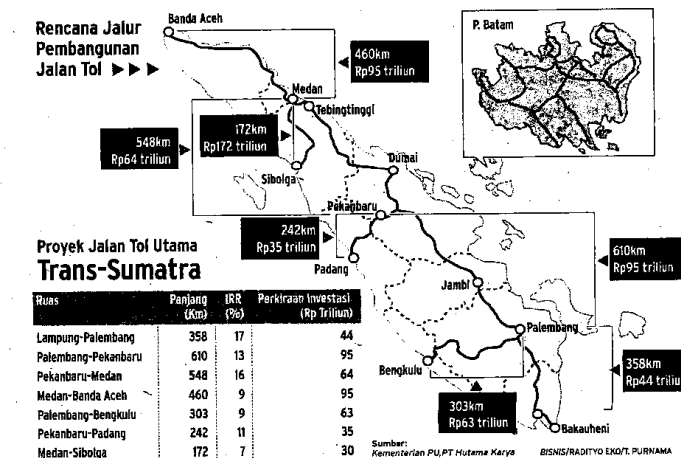 Rencana Jalur
Pembangunan
Jalan Tol
Banda Aceh
460km
Rp95 triliun
P. Batam
Medan
Tebingtinggi
172km
Rp172 triliun
548km
Rp64 triliun
Sibolga
Dumai
Pekanbaru
242km
Rp35 triliun
Padang
610km
Rp95 triliun
Jambi
Palembang
Bengkulu
358km
Rp44 triliun
303km
Rp63 triliun
Bakauheni
Proyek Jalan Tol Utama
Trans-Sumatra
Ruas Panjang (Km) IRR (%) Perkiraan Investasi (Rp Triliun)
Lampung-Palembang 358 17 44
Palembang-Pekanbaru 610 13 95
Pekanbaru-Medan 548 16 64
Medan-Banda Aceh 460 9 95
Palembang-Bengkulu 303 9 63
Pekanbaru-Padang 242 11 35
Medan-Sibolga 172 7 30
Sumber:
Kementerian PU,PT Hutama Karya
BISNIS/RADITYO EKO/T. PURNAMA